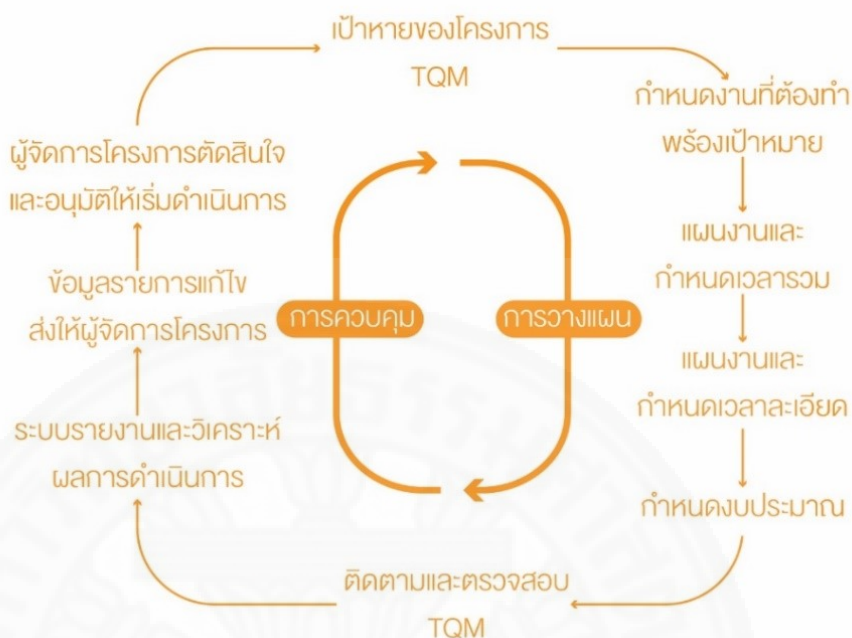 เป้าหายของโครงการ
TQM
กำหนดงานที่ต้องทำ
พร้องเป้าหมาย
แผนงานและ
กำหนดเวลารวม
แผนงานและ
กำหนดเวลาละเอียด
กำหนดงบประมาณ
ติดตามและตรวจสอบ
TQM
ระบบรายงานและวิเคราะห์
ผลการดำเนินการ
ข้อมูลรายการแก้ไข
ส่งให้ผู้จัดการโครงการ
ผู้จัดการโครงการตัดสินใจ
และอนุมัติให้เริ่มดำเนินการ
การควบคุม
การวางแผน